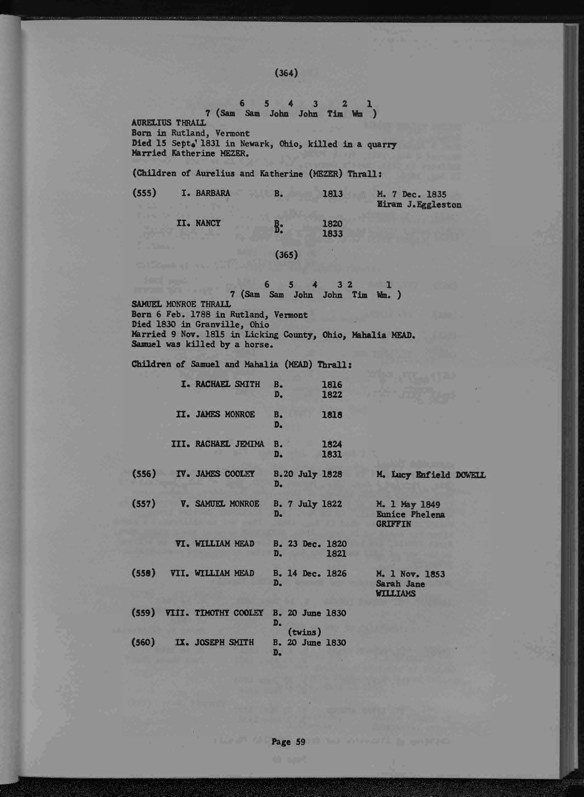 (364)
6 5 4 3 2 1
7 (Sam Sam John John Tim Wm )
AURELIUS THRALL
Born in Rutland, Vermont
Died 15 Sept. 1831 in Newark, Ohio, killed in a quarry
Married Katherine MEZER.
(Children of Aurelius and Katherine (MEZER) Thrall:
(555) I. BARBARA B. 1813 M. 7 Dec. 1835
Hiram J.Eggleston
II. NANCY B. 1820
D. 1833
(365)
6 5 4 3 2 1
7 (Sam Sam John John Tim Wm. )
SAMUEL MONROE THRALL
Born 6 Feb. 1788 in Rutland, Vermont
Died 1830 in Granville, Ohio
Married 9 Nov. 1815 in Licking County, Ohio, Mahalia MEAD.
Samuel was killed by a horse.
Children of Samuel and Mahalia (MEAD) Thrall:
I. RACHAEL SMITH B. 1816
D. 1822
II. JAMES MONROE B. 1818
D.
III. RACHAEL JEMIMA B. 1824
D. 1831
(556) IV. JAMES COOLEY B.20 July 1828 M. Lucy Enfield DOWELL
D.
(557) V. SAMUEL MONROE B. 7 July 1822 M. 1 May 1849
D. Eunice Phelena
GRIFFIN
VI. WILLIAM MEAD B. 23 Dec. 1820
D. 1821
(558) VII. WILLIAM MEAD B. 14 Dec. 1826 M. 1 Nov. 1853
D. Sarah Jane
WILLIAMS
(559) VIII. TIMOTHY COOLEY B. 20 June 1830
D.
(twins)
(560) IX. JOSEPH SMITH B. 20 June 1830
D.
Page 59